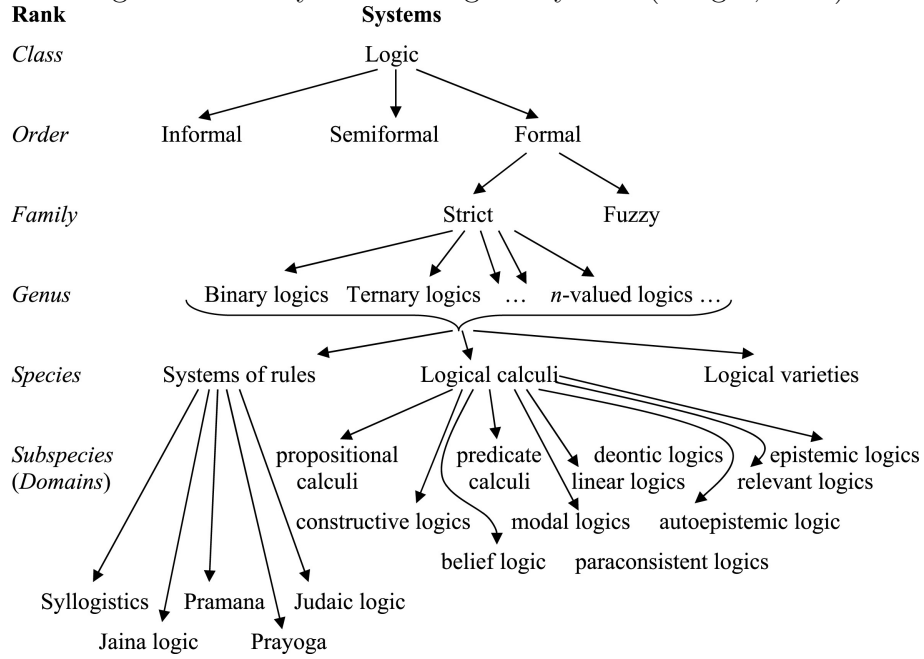 Rank Systems
Class Logic
Order Informal Semiformal Formal
Family Strict Fuzzy
Genus Binary logics Ternary logics … n-valued logics …
Species Systems of rules Logical calculi Logical varieties
Subspecies propositional predicate deontic logics epistemic logics
(Domains) calculi calculi linear logics relevant logics
constructive logics modal logics autoepistemic logic
belief logic paraconsistent logics
Syllogistics Pramana Judaic logic
Jaina logic Prayoga